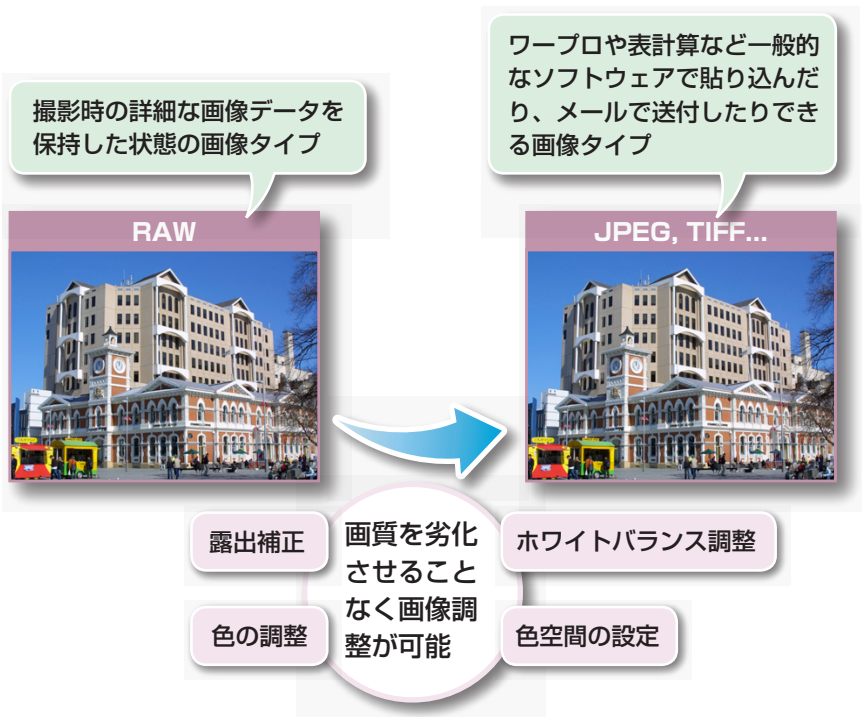 撮影時の詳細な画像データを
保持した状態の画像タイプ
ワープロや表計算など一般的
なソフトウェアで貼り込んだ
り、メールで送付したりでき
る画像タイプ
RAW
JPEG, TIFF...
露出補正
色の調整
画質を劣化
させること
なく画像調
整が可能
ホワイトバランス調整
色空間の設定